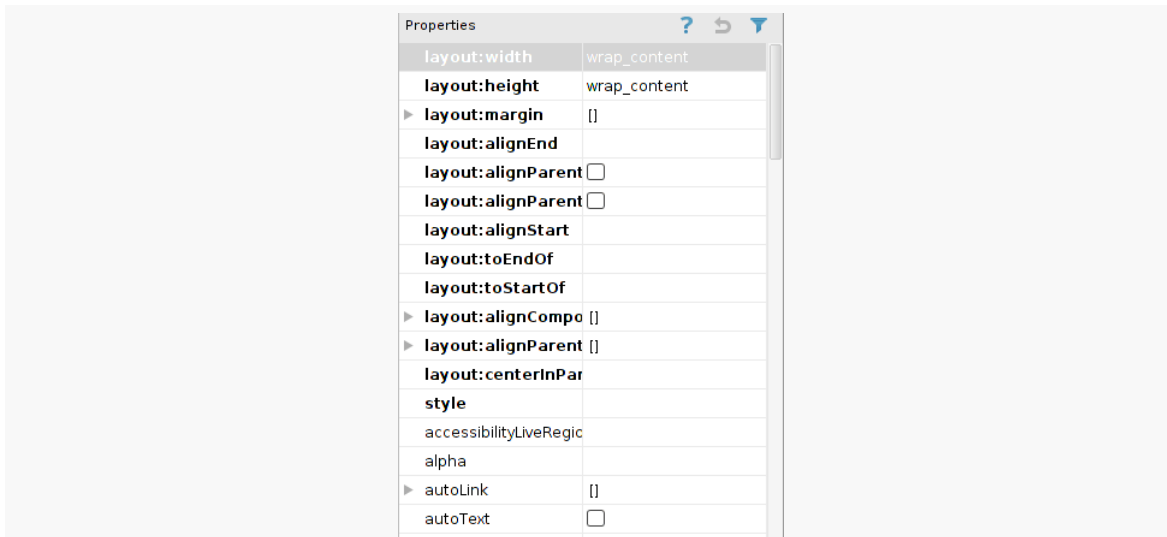 Properties ?
layout:width wrap_content
layout:height wrap_content
layout:margin []
layout:alignEnd
layout:alignParent
layout:alignParent
layout:alignStart
layout:toEndOf
layout:toStartOf
layout:alignCompo []
layout:alignParent []
layout:centerInPar
style
accessibilityLiveRegio
alpha
autoLink []
autoText